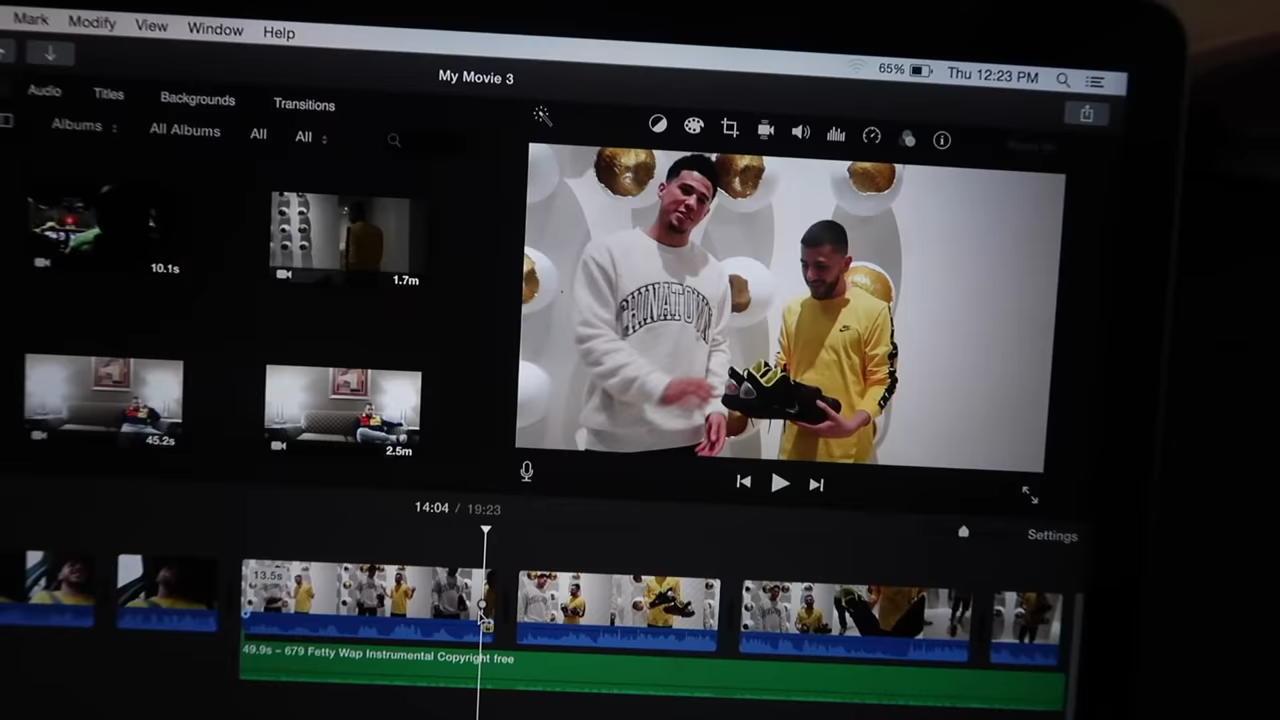 Mark Modify View Window Help
65% Thu 12:23 PM
My Movie 3
Audio Titles Backgrounds Transitions
Albums All Albums All All
10.1s
1.7m
CHINATOWN
45.2s
2.5m
14:04 / 19:23
Settings
13.5s
49.9s – 679 Fetty Wap Instrumental Copyright free